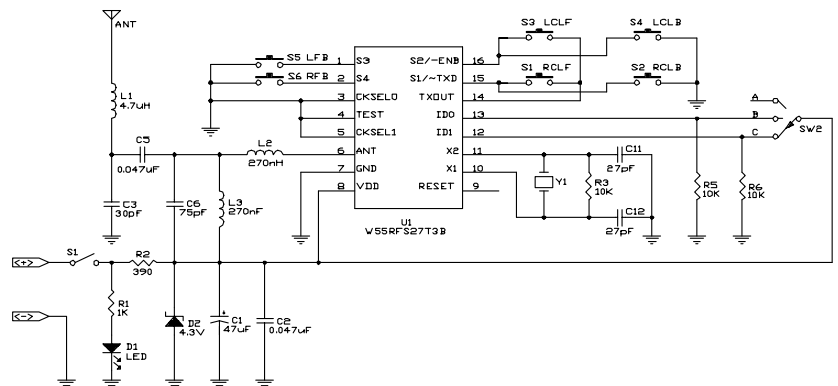 ANT
S3 LCLF
S4 LCLB
S5 LFB
1
S3
S2/-ENB
16
S6 RFB
2
S4
S1/~TXD
15
S1 RCLF
S2 RCLB
3
CKSEL0
TXOUT
14
L1
4.7uH
4
TEST
ID0
13
A
B
C
SW2
5
CKSEL1
ID1
12
C5
0.047uF
L2
270nH
6
ANT
X2
11
C11
27pF
7
GND
X1
10
8
VDD
RESET
9
Y1
R3
10K
R5
10K
R6
10K
C3
30pF
C6
75pF
L3
270nF
C12
27pF
U1
W55RFS27T3B
<+>
S1
R2
390
R1
1K
<->
D1
LED
D2
4.3V
C1
47uF
C2
0.047uF